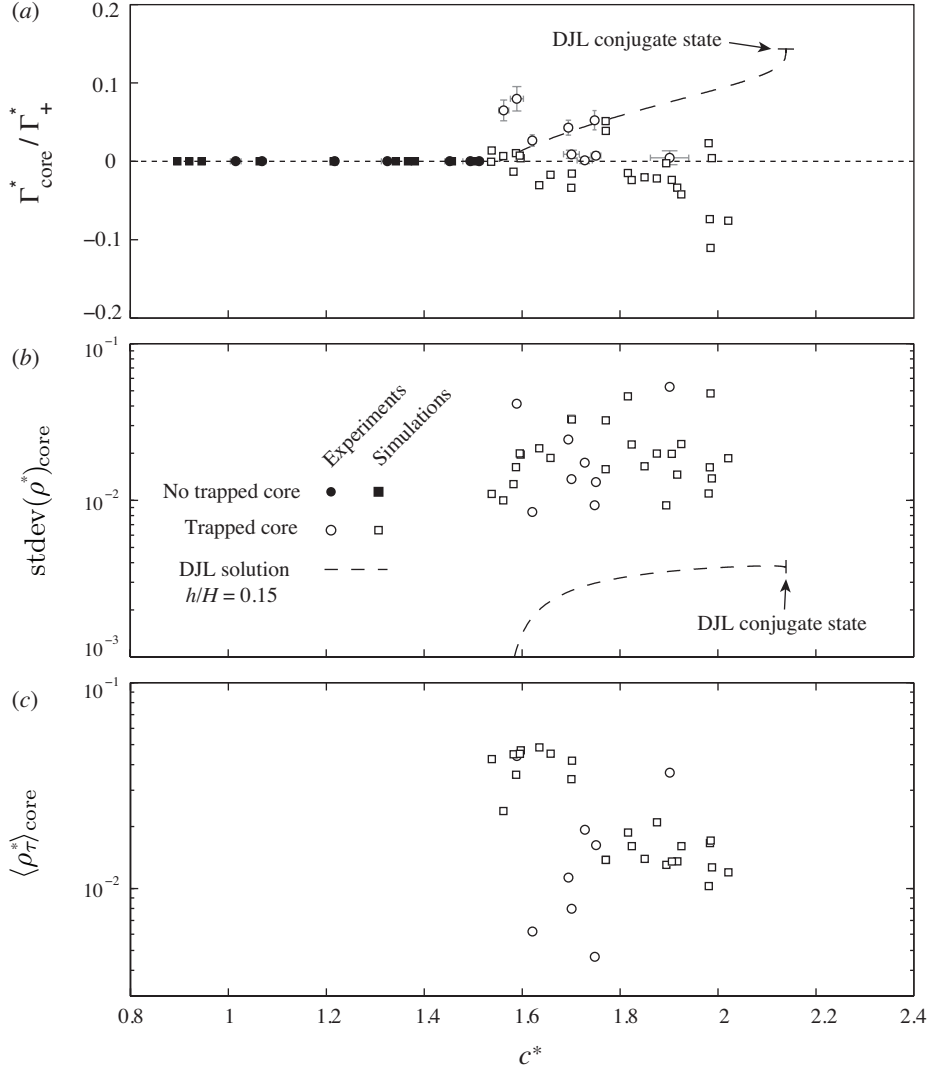 (a)
0.2
0.1
0
−0.1
−0.2
Γ*core / Γ*+
DJL conjugate state
(b)
10−1
10−2
10−3
stdev(ρ*)core
Experiments
Simulations
No trapped core
Trapped core
DJL solution
h/H = 0.15
DJL conjugate state
(c)
10−1
10−2
⟨ρ*τ⟩core
0.8 1 1.2 1.4 1.6 1.8 2 2.2 2.4
c*